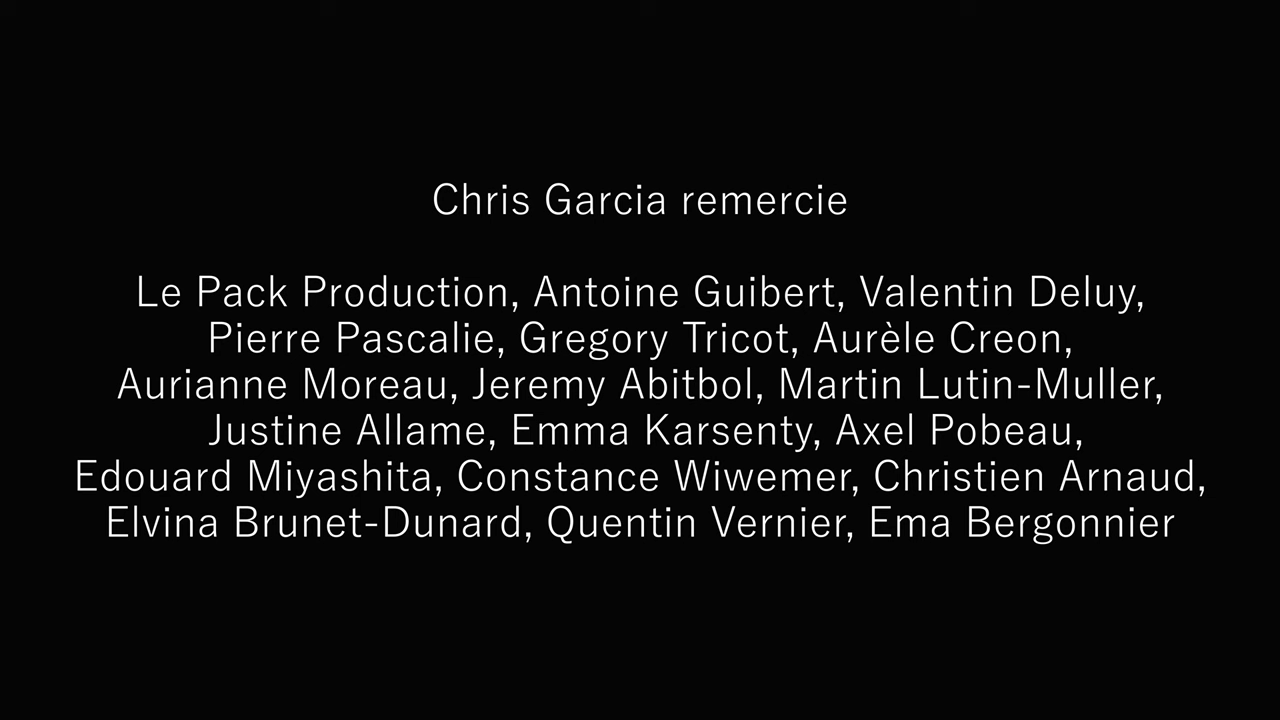 Chris Garcia remercie
Le Pack Production, Antoine Guibert, Valentin Deluy,
Pierre Pascalie, Gregory Tricot, Aurèle Creon,
Aurianne Moreau, Jeremy Abitbol, Martin Lutin-Muller,
Justine Allame, Emma Karsenty, Axel Pobeau,
Edouard Miyashita, Constance Wiwemer, Christien Arnaud,
Elvina Brunet-Dunard, Quentin Vernier, Ema Bergonnier